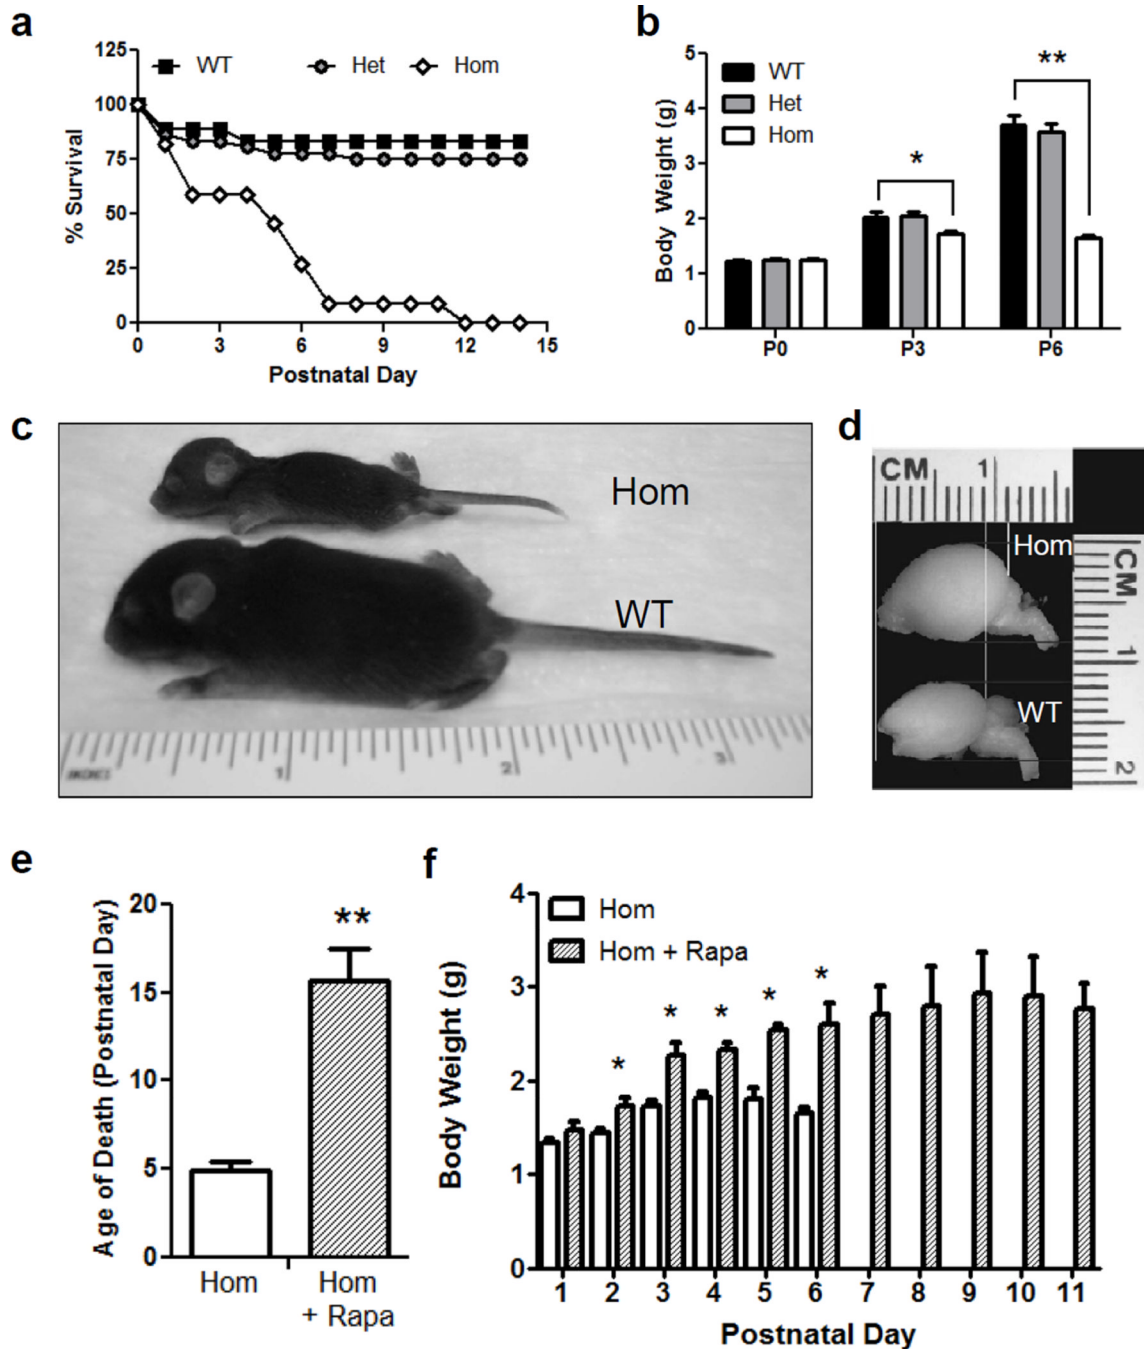 a
125
100
75
50
25
0
% Survival
WT
Het
Hom
0
3
6
9
12
15
Postnatal Day
b
5
4
3
2
1
0
Body Weight (g)
WT
Het
Hom
*
**
P0
P3
P6
c
Hom
WT
1
2
3
d
CM
1
Hom
WT
CM
1
2
e
20
15
10
5
0
Age of Death (Postnatal Day)
**
Hom
Hom
+ Rapa
f
4
3
2
1
0
Body Weight (g)
Hom
Hom + Rapa
*
*
*
*
*
1 2 3 4 5 6 7 8 9 10 11
Postnatal Day